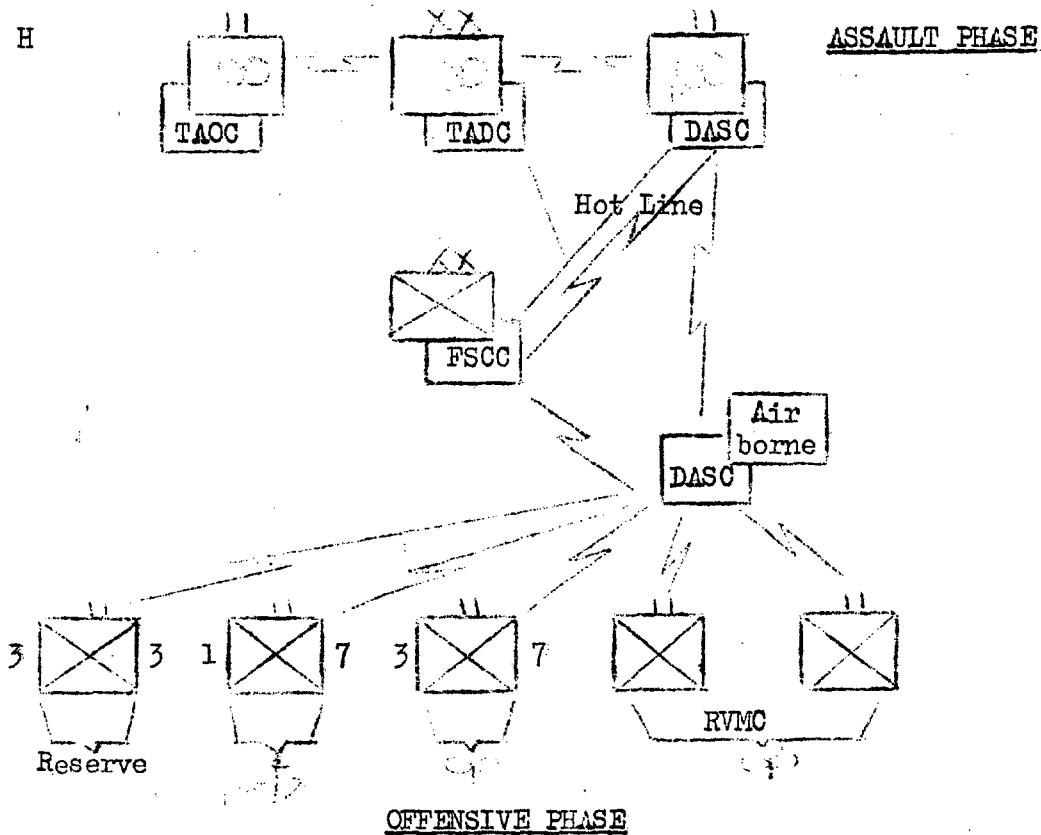 H
ASSAULT PHASE
TAOC
TADC
DASC
Hot Line
FSCC
Air
borne
DASC
3 3 1 7 3 7
RVMC
Reserve
OFFENSIVE PHASE